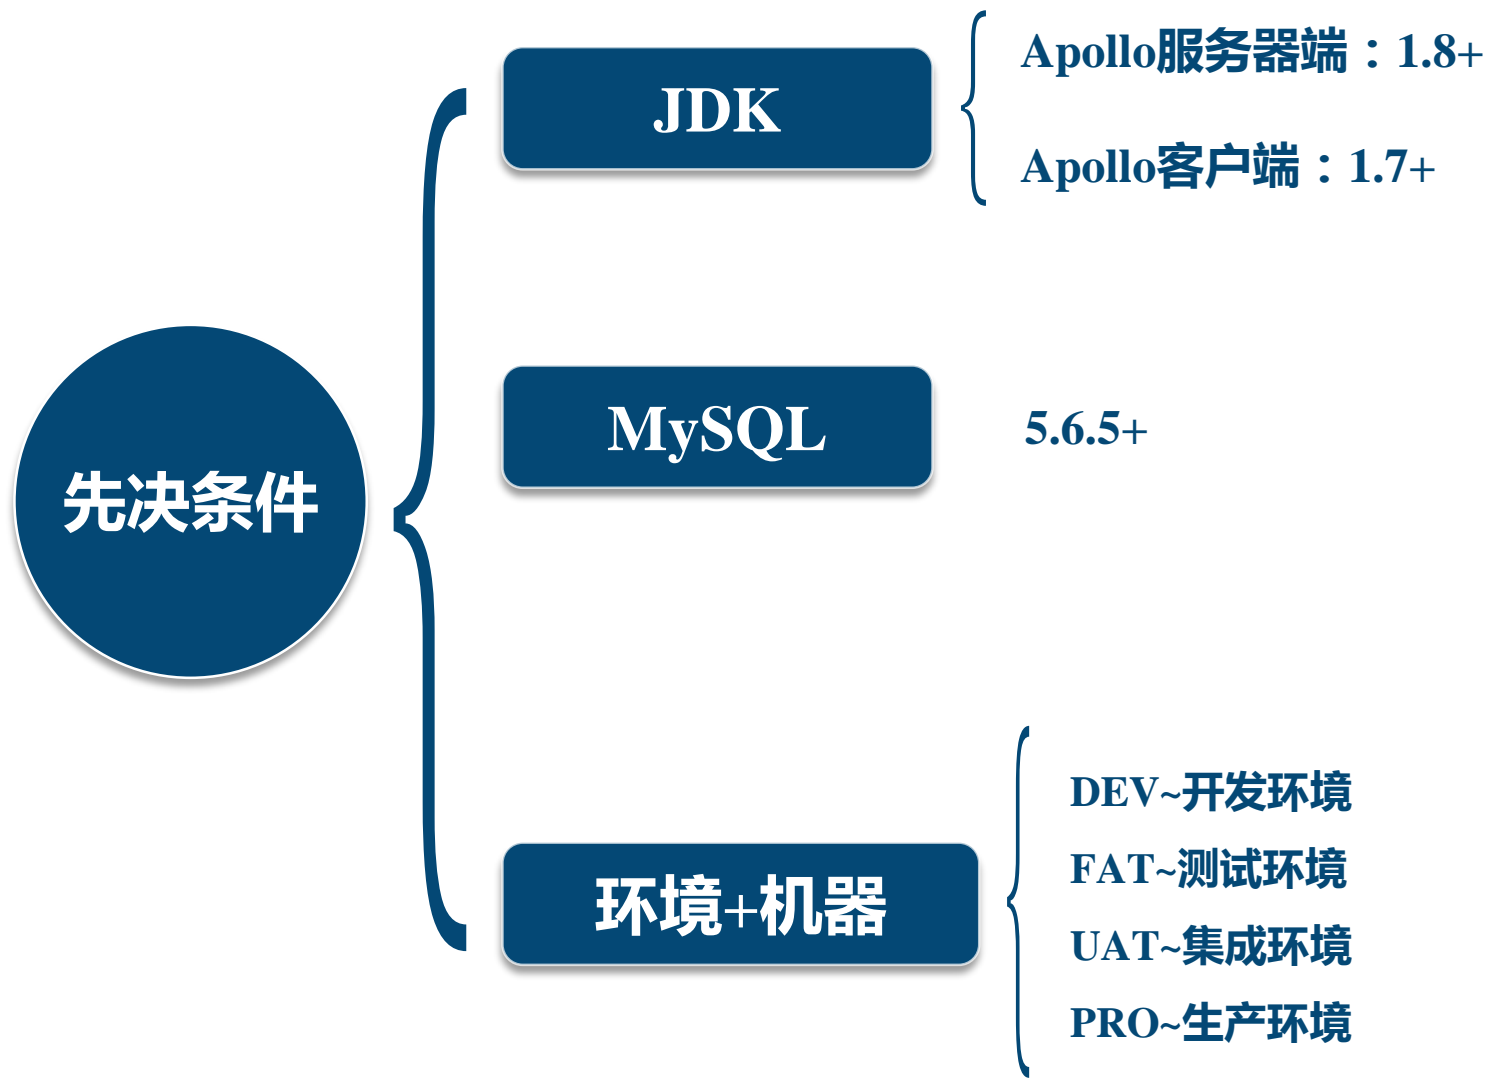 先决条件
JDK
Apollo服务器端：1.8+
Apollo客户端：1.7+
MySQL
5.6.5+
环境+机器
DEV~开发环境
FAT~测试环境
UAT~集成环境
PRO~生产环境